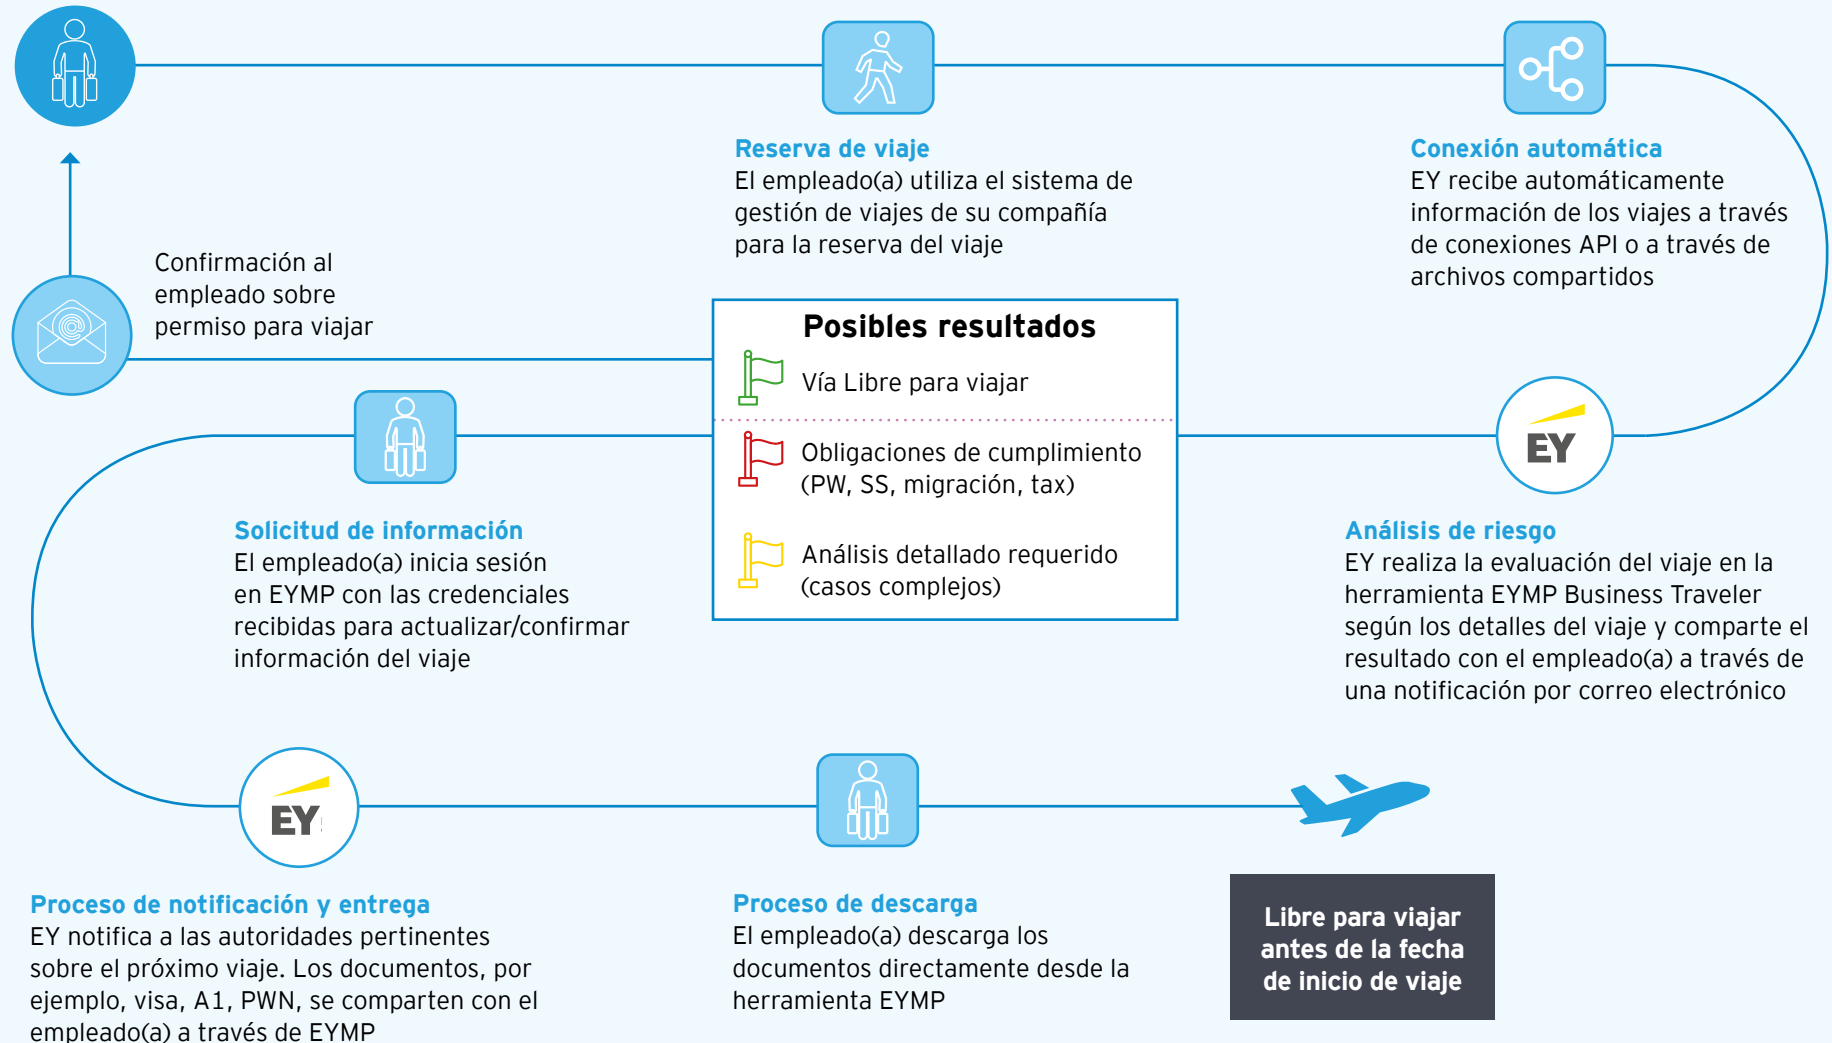 Reserva de viaje
El empleado(a) utiliza el sistema de
gestión de viajes de su compañía
para la reserva del viaje
Conexión automática
EY recibe automáticamente
información de los viajes a través
de conexiones API o a través de
archivos compartidos
Confirmación al
empleado sobre
permiso para viajar
Posibles resultados
Vía Libre para viajar
Obligaciones de cumplimiento
(PW, SS, migración, tax)
Análisis detallado requerido
(casos complejos)
EY
Análisis de riesgo
EY realiza la evaluación del viaje en la
herramienta EYMP Business Traveler
según los detalles del viaje y comparte el
resultado con el empleado(a) a través de
una notificación por correo electrónico
Solicitud de información
El empleado(a) inicia sesión
en EYMP con las credenciales
recibidas para actualizar/confirmar
información del viaje
EY
Proceso de notificación y entrega
EY notifica a las autoridades pertinentes
sobre el próximo viaje. Los documentos, por
ejemplo, visa, A1, PWN, se comparten con el
empleado(a) a través de EYMP
Proceso de descarga
El empleado(a) descarga los
documentos directamente desde la
herramienta EYMP
Libre para viajar
antes de la fecha
de inicio de viaje